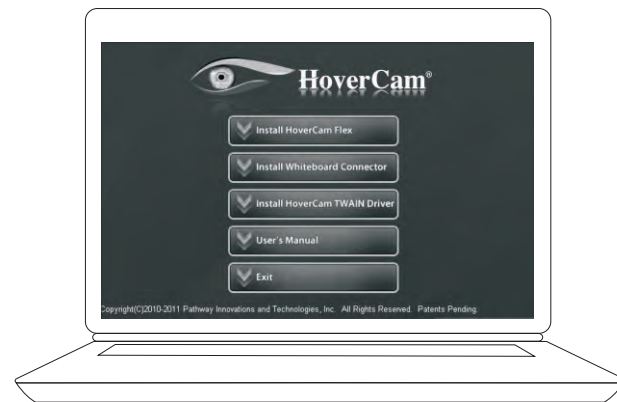 HoverCam®
Install HoverCam Flex
Install Whiteboard Connector
Install HoverCam TWAIN Driver
User's Manual
Exit
Copyright(C)2010-2011 Pathway Innovations and Technologies, Inc. All Rights Reserved. Patents Pending.